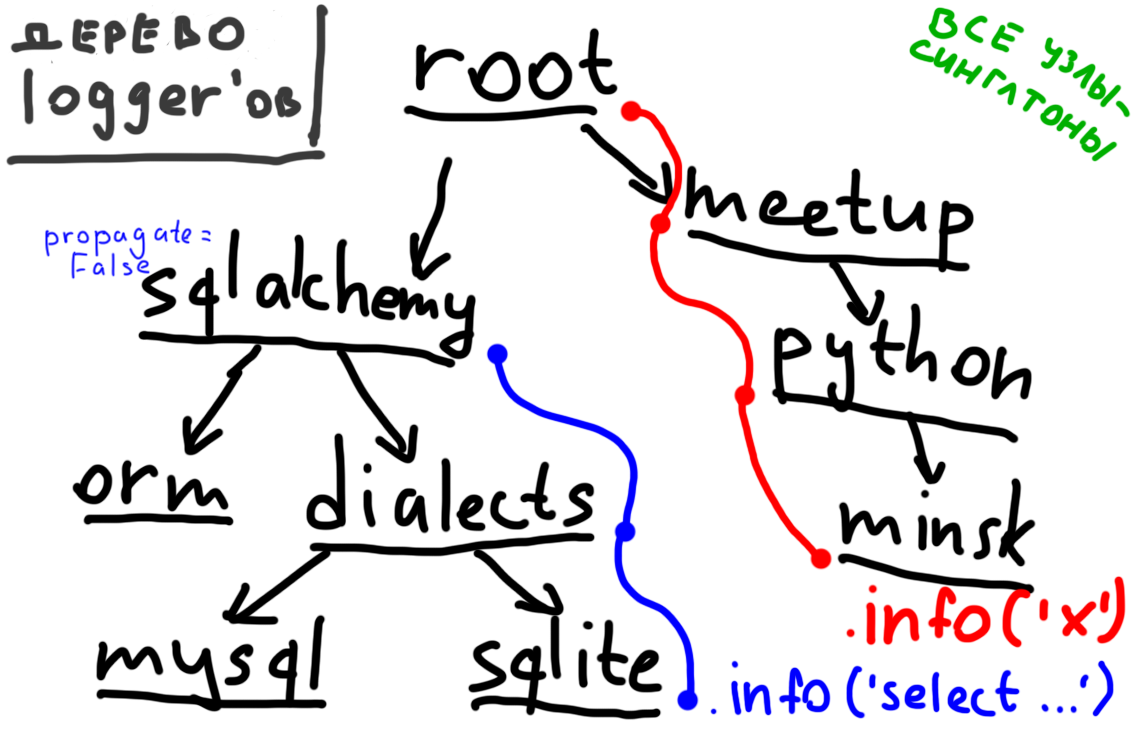 ДЕРЕВО
logger'ов
root
ВСЕ УЗЛЫ-
СИНГЛТОНЫ
meetup
propagate =
False
sqlalchemy
python
orm
dialects
minsk
.info('x')
mysql
sqlite
.info('select ...')